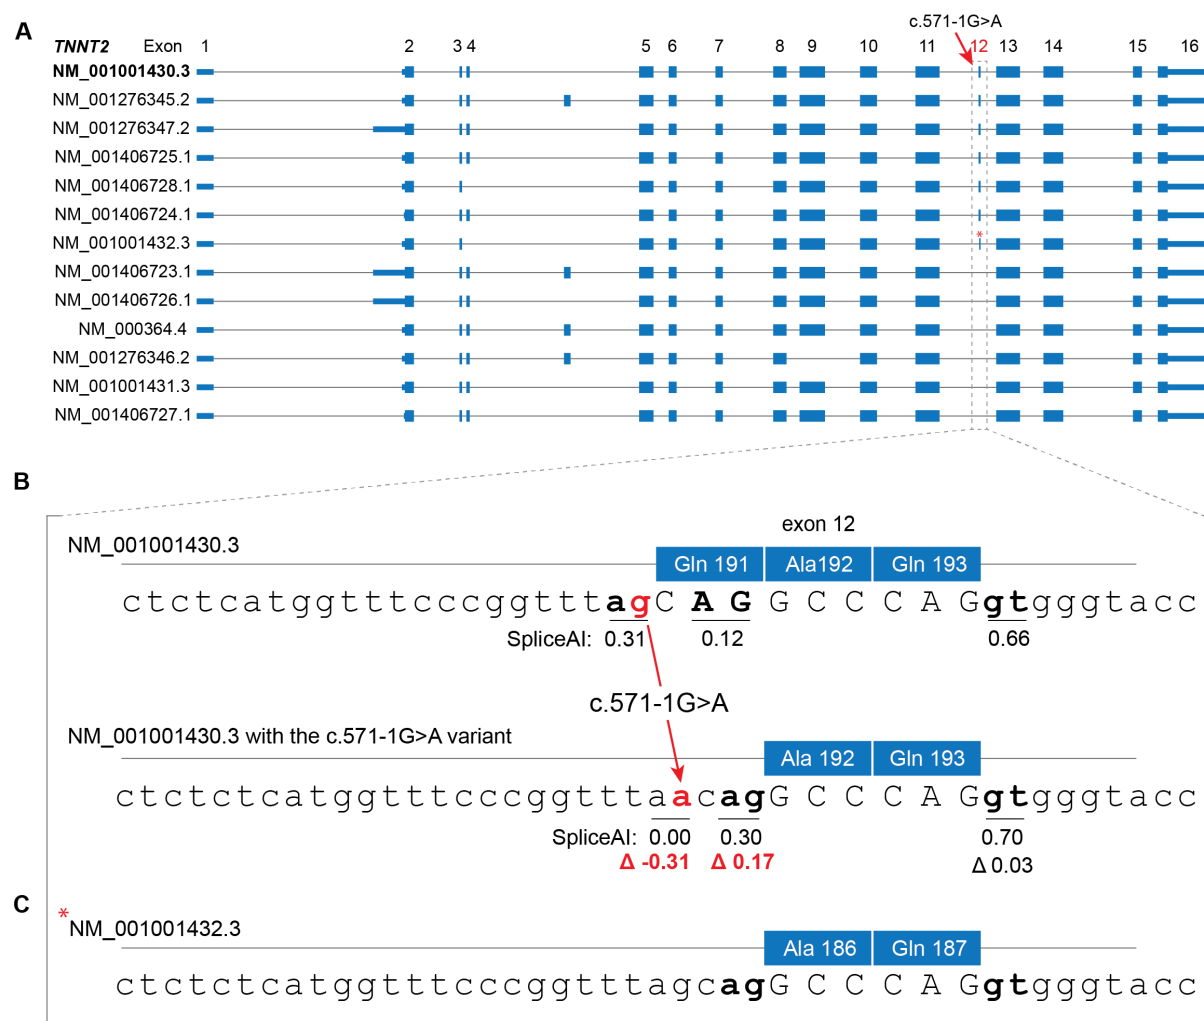 A
c.571-1G>A
TNNT2 Exon 1 2 3 4 5 6 7 8 9 10 11 12 13 14 15 16
NM_001001430.3
NM_001276345.2
NM_001276347.2
NM_001406725.1
NM_001406728.1
NM_001406724.1
*
NM_001001432.3
NM_001406723.1
NM_001406726.1
NM_000364.4
NM_001276346.2
NM_001001431.3
NM_001406727.1
B
exon 12
NM_001001430.3
Gln 191 Ala192 Gln 193
ctctcatggtttcccggtttagCAGGCCCAGgtgggtacc
SpliceAI: 0.31 0.12 0.66
c.571-1G>A
NM_001001430.3 with the c.571-1G>A variant
Ala 192 Gln 193
ctctctcatggtttcccggtttaacagGCCCAGgtgggtacc
SpliceAI: 0.00 0.30 0.70
Δ -0.31 Δ 0.17 Δ 0.03
C
*NM_001001432.3
Ala 186 Gln 187
ctctctcatggtttcccggtttagcagGCCCAGgtgggtacc